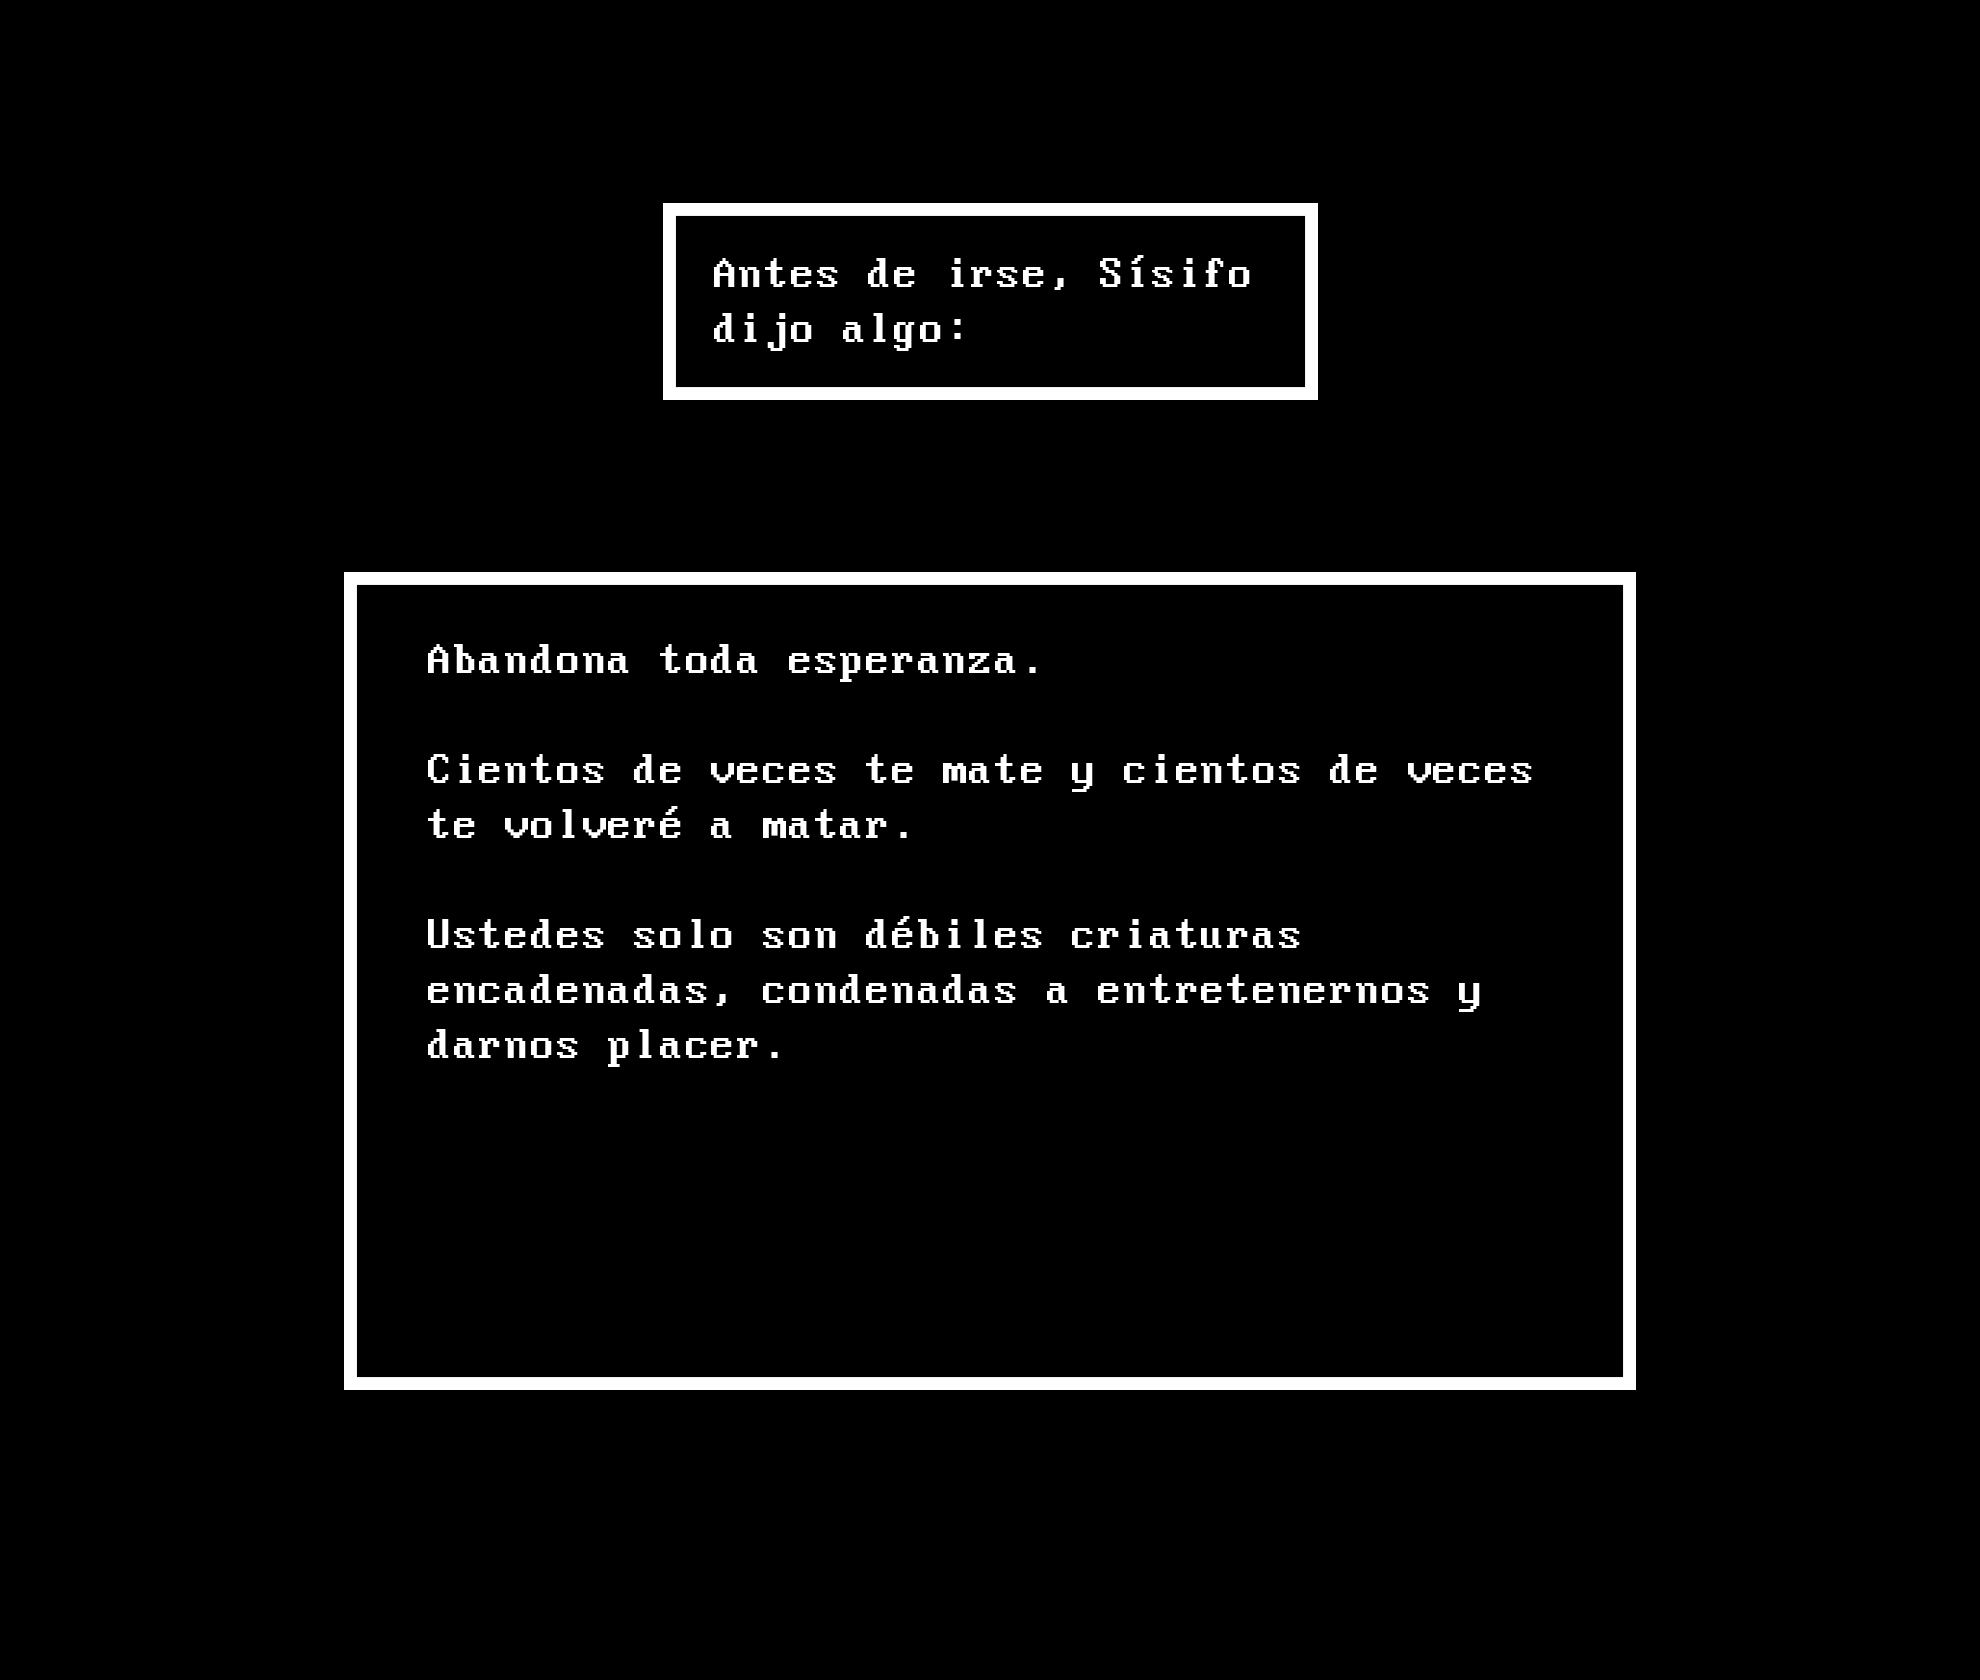 Antes de irse, Sísifo
dijo algo:
Abandona toda esperanza.
Cientos de veces te mate y cientos de veces
te volveré a matar.
Ustedes solo son débiles criaturas
encadenadas, condenadas a entretenernos y
darnos placer.